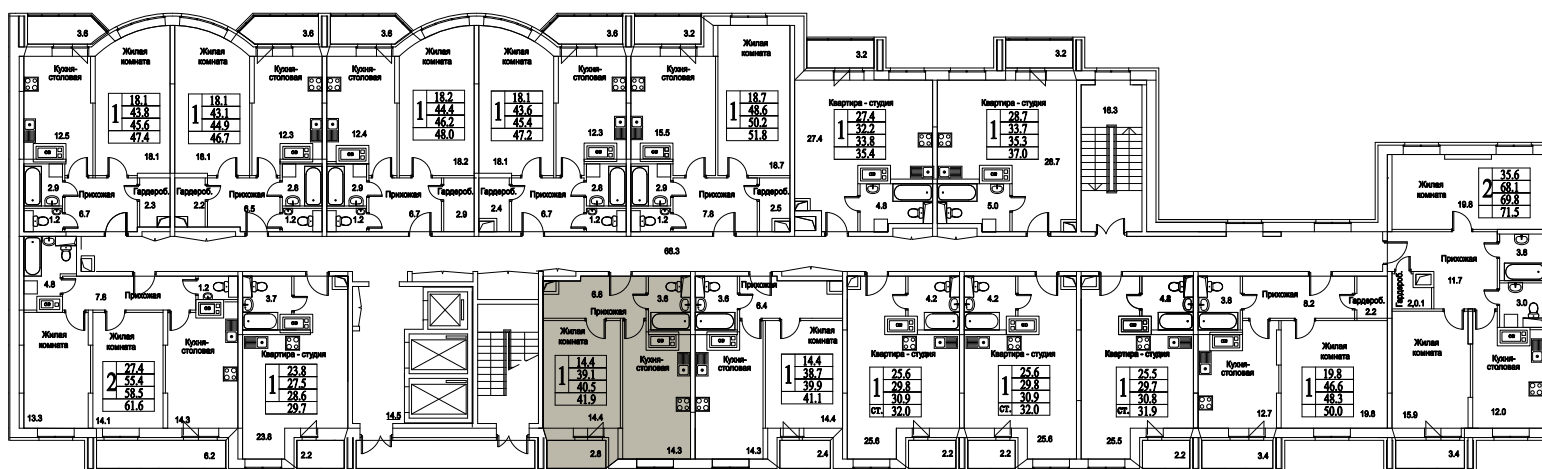 3.6
Жилая
комната
Кухня-
столовая
1
18.1
43.8
45.6
47.4
12.5
18.1
2.9
Прихожая
Гардероб.
2.3
1.2
6.7
3.6
Жилая
комната
Кухня-
столовая
1
18.1
43.1
44.9
46.7
12.3
18.1
2.8
Прихожая
Гардероб.
2.2
6.5
1.2
3.6
Жилая
комната
Кухня-
столовая
1
18.2
44.4
46.2
48.0
12.4
18.2
2.9
Прихожая
Гардероб.
2.9
1.2
6.7
3.6
Жилая
комната
Кухня-
столовая
1
18.1
43.6
45.4
47.2
12.3
18.1
2.8
Прихожая
Гардероб.
2.4
6.7
1.2
3.2
Жилая
комната
Кухня-
столовая
1
18.7
48.6
50.2
51.8
15.5
18.7
2.9
Прихожая
Гардероб.
2.5
1.2
7.8
3.2
Квартира - студия
1
27.4
32.2
33.8
35.4
27.4
4.8
3.2
Квартира - студия
1
28.7
33.7
35.3
37.0
28.7
5.0
16.3
68.3
Жилая
комната
19.8
2
35.6
68.1
69.8
71.5
3.8
11.7
Гардероб.
2,0.1
3.0
Жилая
комната
Кухня-
столовая
15.9
12.0
3.4
4.8
7.8
Прихожая
1.2
Жилая
комната
Жилая
комната
Кухня-
столовая
2
27.4
55.4
58.5
61.6
13.3
14.1
14.3
6.2
3.7
Квартира - студия
1
23.8
27.5
28.6
29.7
23.8
2.2
14.5
6.8
3.6
Прихожая
Жилая
комната
Кухня-
столовая
1
14.4
39.1
40.5
41.9
14.4
14.3
2.8
3.6
Прихожая
6.4
Кухня-
столовая
Жилая
комната
1
14.4
38.7
39.9
41.1
14.3
14.4
2.4
4.2
Квартира - студия
1
ст.
25.6
29.8
30.9
32.0
25.6
2.2
4.2
Квартира - студия
1
ст.
25.6
29.8
30.9
32.0
25.6
2.2
4.2
Квартира - студия
1
ст.
25.5
29.7
30.8
31.9
25.5
2.2
3.8
Прихожая
8.2
Гардероб.
2.2
Кухня-
столовая
Жилая
комната
1
19.8
46.6
48.3
50.0
12.7
19.8
3.4